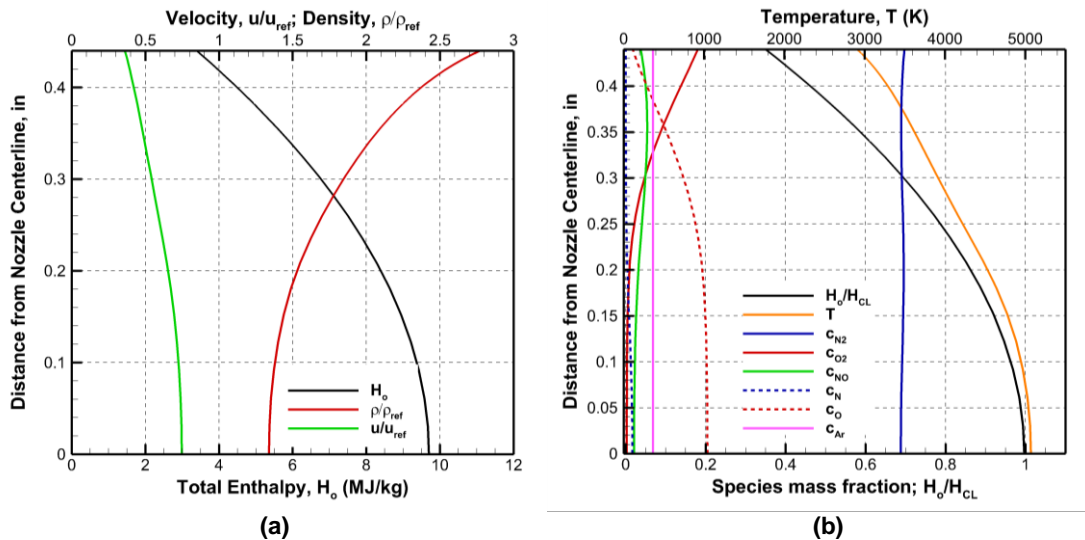 Velocity, u/u_ref; Density, ρ/ρ_ref
0 0.5 1 1.5 2 2.5 3
Distance from Nozzle Centerline, in
0.4
0.3
0.2
0.1
0
H_o
ρ/ρ_ref
u/u_ref
0 2 4 6 8 10 12
Total Enthalpy, H_o (MJ/kg)
(a)
Temperature, T (K)
0 1000 2000 3000 4000 5000
Distance from Nozzle Centerline, in
0.4
0.35
0.3
0.25
0.2
0.15
0.1
0.05
0
H_o/H_CL
T
c_N2
c_O2
c_NO
c_N
c_O
c_Ar
0 0.2 0.4 0.6 0.8 1
Species mass fraction; H_o/H_CL
(b)